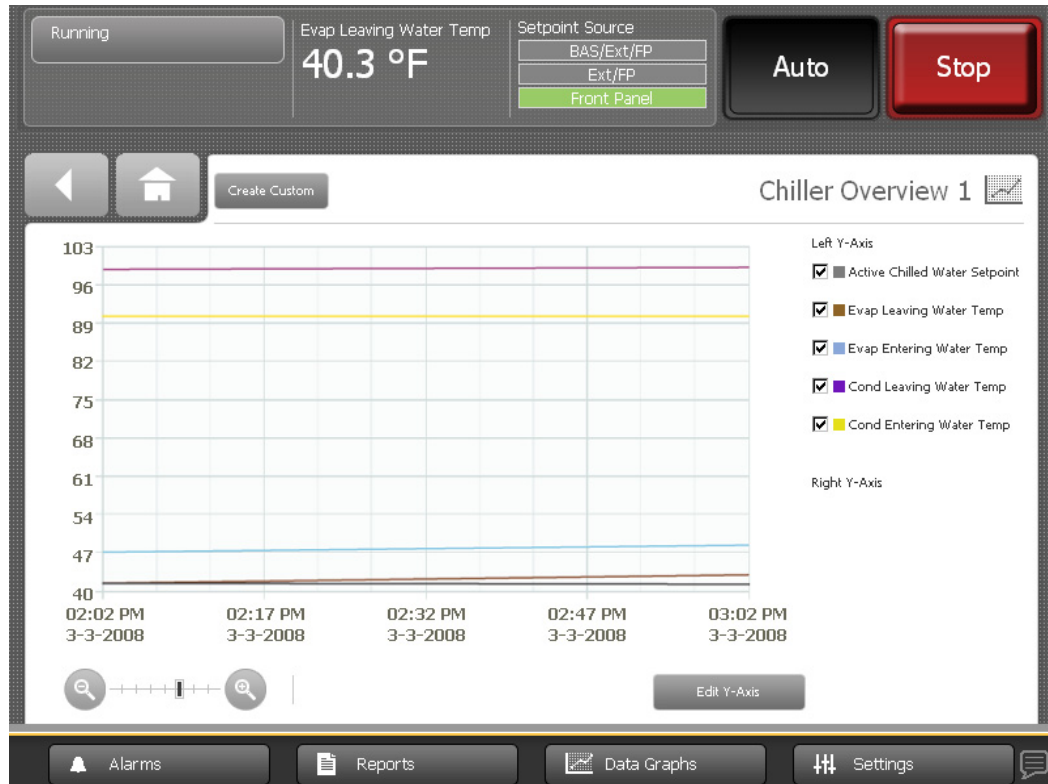 Running
Evap Leaving Water Temp
40.3 °F
Setpoint Source
BAS/Ext/FP
Ext/FP
Front Panel
Auto
Stop
Create Custom
Chiller Overview 1
103
96
89
82
75
68
61
54
47
40
02:02 PM 02:17 PM 02:32 PM 02:47 PM 03:02 PM
3-3-2008 3-3-2008 3-3-2008 3-3-2008 3-3-2008
Left Y-Axis
Active Chilled Water Setpoint
Evap Leaving Water Temp
Evap Entering Water Temp
Cond Leaving Water Temp
Cond Entering Water Temp
Right Y-Axis
Edit Y-Axis
Alarms
Reports
Data Graphs
Settings